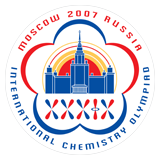 MOSCOW 2007 RUSSIA
INTERNATIONAL CHEMISTRY OLYMPIAD
XXXIX